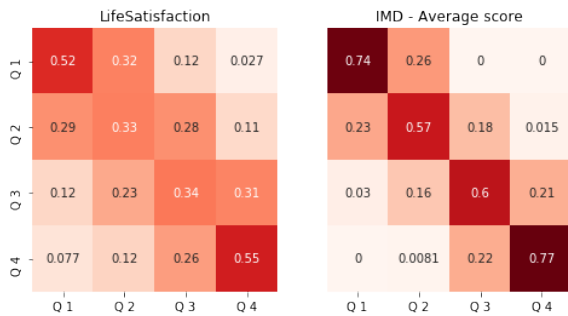 LifeSatisfaction IMD - Average score
Q 1 0.52 0.32 0.12 0.027 0.74 0.26 0 0
Q 2 0.29 0.33 0.28 0.11 0.23 0.57 0.18 0.015
Q 3 0.12 0.23 0.34 0.31 0.03 0.16 0.6 0.21
Q 4 0.077 0.12 0.26 0.55 0 0.0081 0.22 0.77
Q 1 Q 2 Q 3 Q 4 Q 1 Q 2 Q 3 Q 4